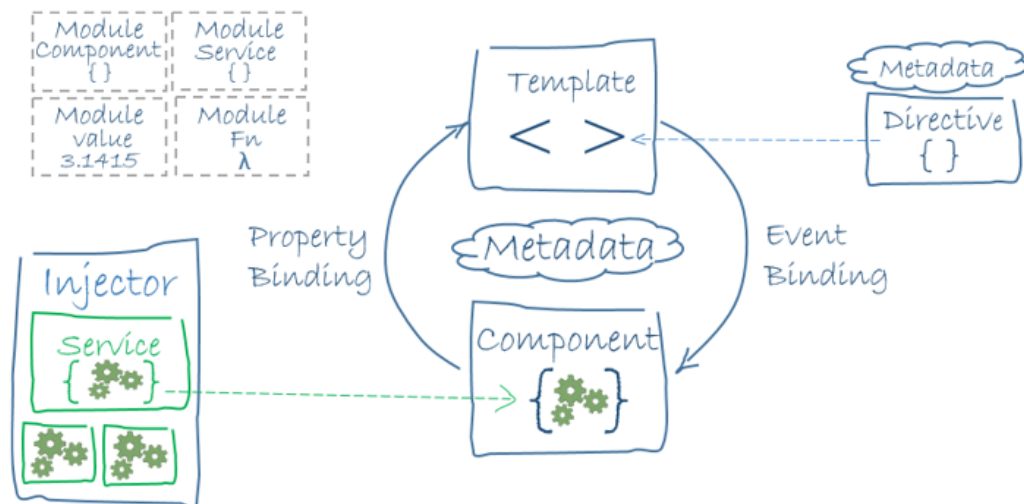 Module
Component
{ }
Module
Service
{ }
Module
value
3.1415
Module
Fn
λ
Template
< >
Metadata
Directive
{ }
Property
Binding
Metadata
Event
Binding
Injector
Service
{ }
Component
{ }